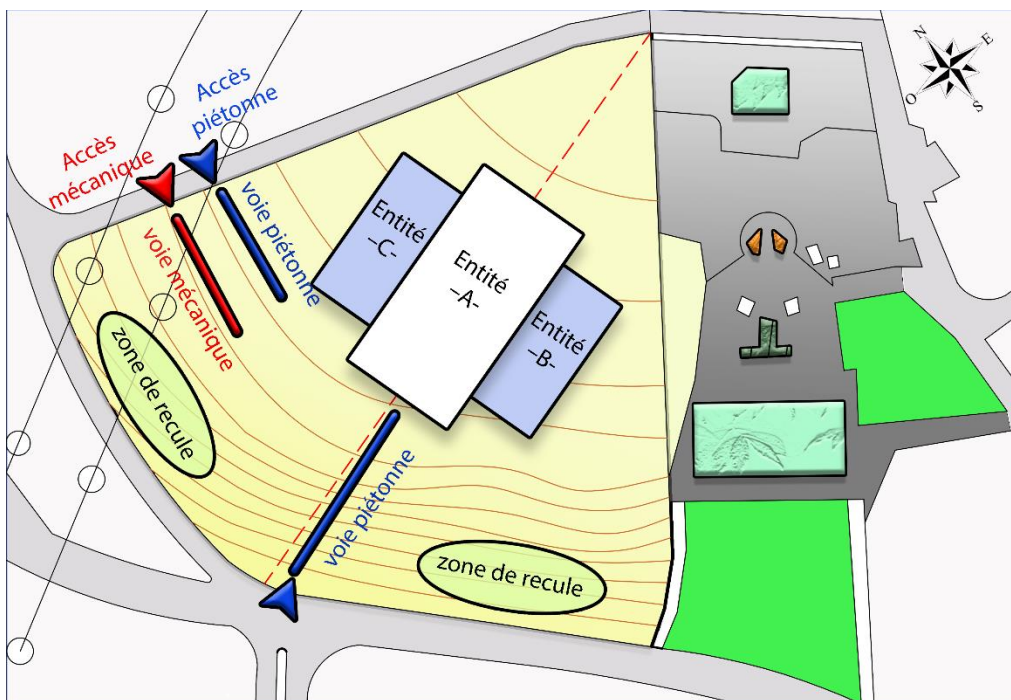 N
E
O
S
Accès
piétonne
Accès
mécanique
voie piétonne
voie mécanique
Entité
-C-
Entité
-A-
Entité
-B-
zone de recule
voie piétonne
zone de recule